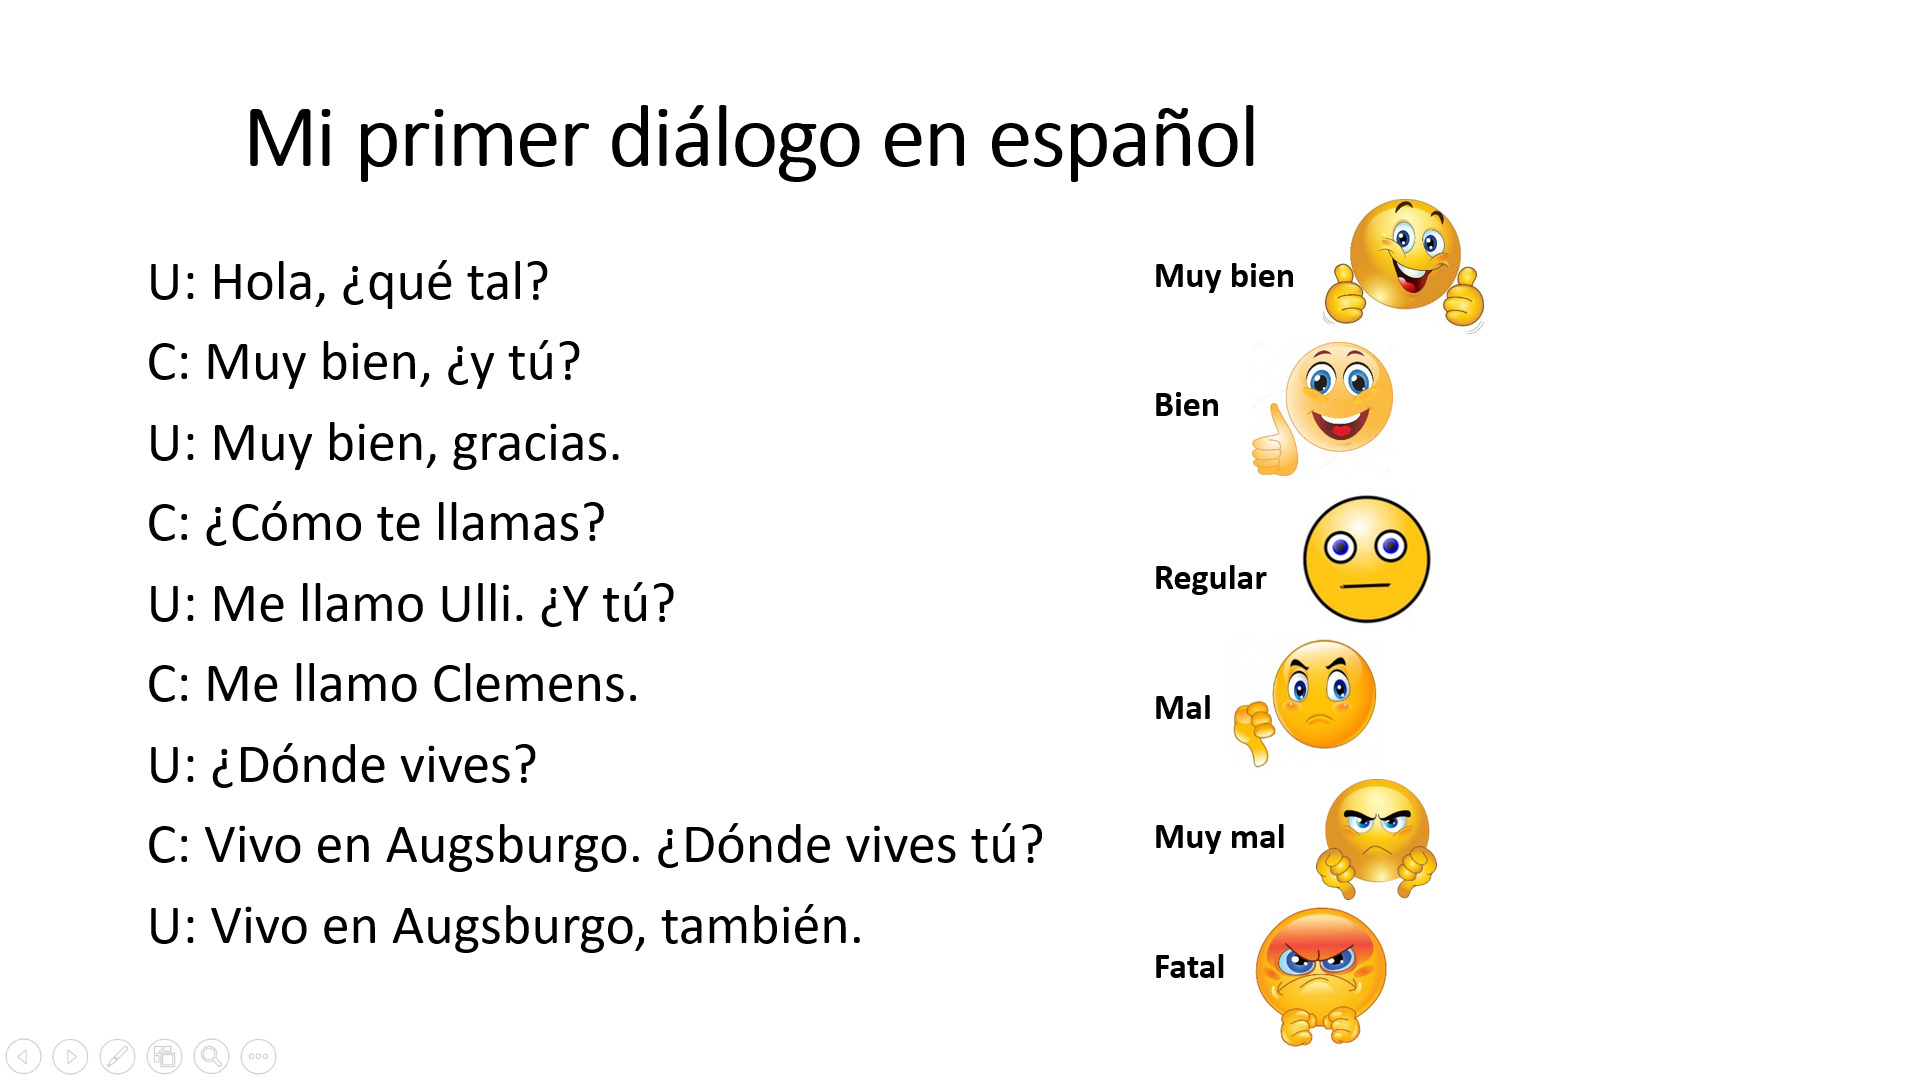 Mi primer diálogo en español
U: Hola, ¿qué tal?
C: Muy bien, ¿y tú?
U: Muy bien, gracias.
C: ¿Cómo te llamas?
U: Me llamo Ulli. ¿Y tú?
C: Me llamo Clemens.
U: ¿Dónde vives?
C: Vivo en Augsburgo. ¿Dónde vives tú?
U: Vivo en Augsburgo, también.
Muy bien
Bien
Regular
Mal
Muy mal
Fatal